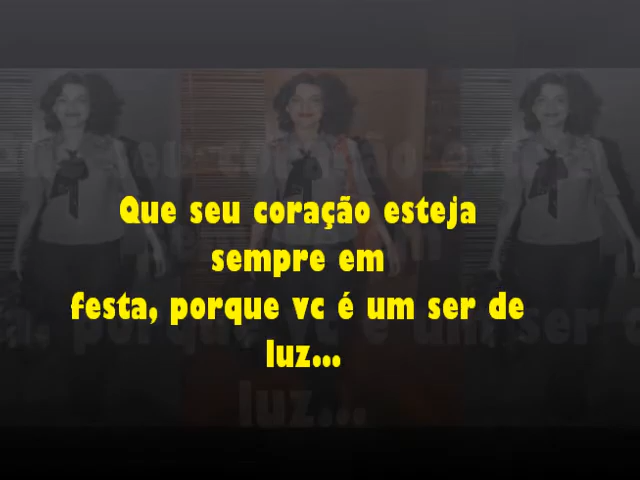 Que seu coração esteja
sempre em
festa, porque vc é um ser de
luz...